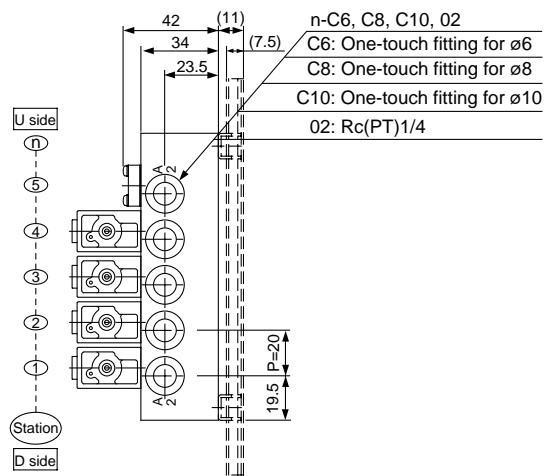 42
(11)
34
(7.5)
23.5
n-C6, C8, C10, 02
C6: One-touch fitting for ø6
C8: One-touch fitting for ø8
C10: One-touch fitting for ø10
02: Rc(PT)1/4
U side
n
5
4
3
2
1
Station
D side
A
2
A
2
P=20
19.5